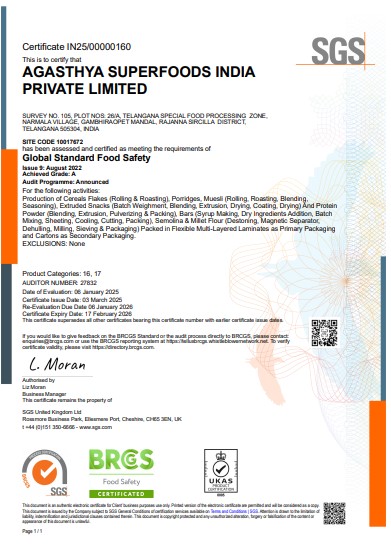 Certificate IN25/00000160
SGS
This is to certify that
AGASTHYA SUPERFOODS INDIA
PRIVATE LIMITED
SURVEY NO. 105, PLOT NOS: 26/A, TELANGANA SPECIAL FOOD PROCESSING ZONE,
NARMALA VILLAGE, GAMBHIRAOPET MANDAL, RAJANNA SIRCILLA DISTRICT,
TELANGANA 505304, INDIA
SITE CODE 10017672
has been assessed and certified as meeting the requirements of
Global Standard Food Safety
Issue 9: August 2022
Achieved Grade: A
Audit Programme: Announced
For the following activities:
Production of Cereals Flakes (Rolling & Roasting), Porridges, Muesli (Rolling, Roasting, Blending,
Seasoning), Extruded Snacks (Batch Weighment, Blending, Extrusion, Drying, Coating, Drying) And Protein
Powder (Blending, Extrusion, Pulverizing & Packing), Bars (Syrup Making, Dry Ingredients Addition, Batch
Mixing, Sheeting, Cooling, Cutting, Packing), Semolina & Millet Flour (Destoning, Magnetic Separator,
Dehulling, Milling, Sieving & Packaging) Packed in Flexible Multi-Layered Laminates as Primary Packaging
and Cartons as Secondary Packaging.
EXCLUSIONS: None
Product Categories: 16, 17
AUDITOR NUMBER: 27832
Date of Evaluation: 06 January 2025
Certificate Issue Date: 03 March 2025
Re-Evaluation Due Date: 06 January 2026
Certificate Expiry Date: 17 February 2026
This certificate supersedes all other certificates bearing this certificate number with earlier certificate issue dates.
If you would like to give feedback on the BRCGS Standard or the audit process directly to BRCGS, please contact:
enquiries@brcgs.com or use the BRCGS reporting system at https://tellusbrcgs.whistleblowernetwork.net. To verify
certificate validity, please visit https://directory.brcgs.com.
L. Moran
Authorised by
Liz Moran
Business Manager
This certificate remains the property of
SGS United Kingdom Ltd
Rossmore Business Park, Ellesmere Port, Cheshire, CH65 3EN, UK
t +44 (0)151 350-6666 - www.sgs.com
SGS
BRCGS
Food Safety
CERTIFICATED
UKAS
PRODUCT
CERTIFICATION
0005
This document is an authentic electronic certificate for Client' business purposes use only. Printed version of the electronic certificate are permitted and will be considered as a copy.
This document is issued by the Company subject to SGS General Conditions of certification services available on Terms and Conditions | SGS. Attention is drawn to the limitation of
liability, indemnification and jurisdictional clauses contained therein. This document is copyright protected and any unauthorized alteration, forgery or falsification of the content or
appearance of this document is unlawful.
Page 1 / 1